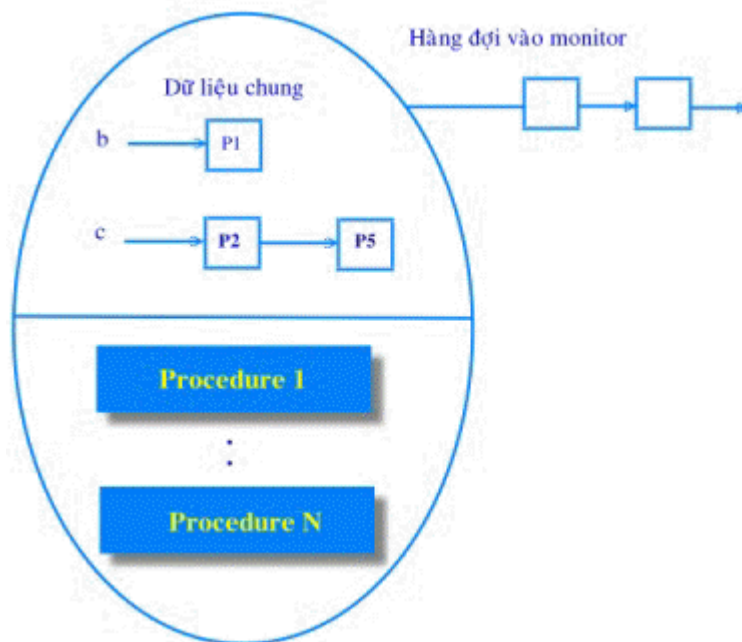 Hàng đợi vào monitor
Dữ liệu chung
b
P1
c
P2
P5
Procedure 1
Procedure N